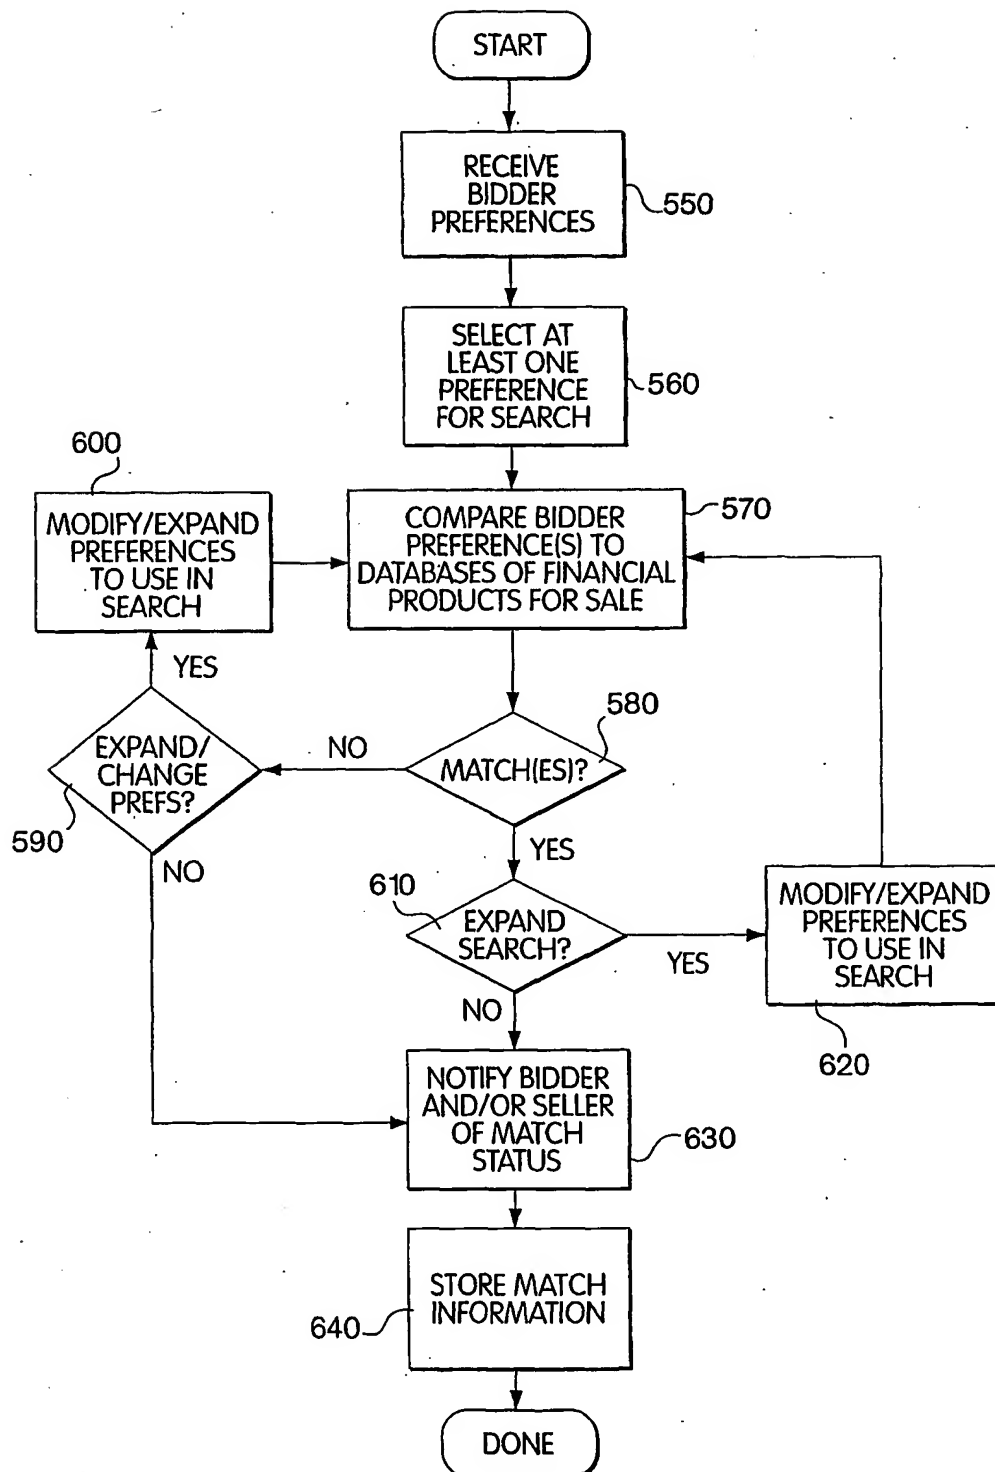 START
RECEIVE
BIDDER
PREFERENCES
550
SELECT AT
LEAST ONE
PREFERENCE
FOR SEARCH
560
600
MODIFY/EXPAND
PREFERENCES
TO USE IN
SEARCH
COMPARE BIDDER
PREFERENCE(S) TO
DATABASES OF FINANCIAL
PRODUCTS FOR SALE
570
YES
580
EXPAND/
CHANGE
PREFS?
590
NO
MATCH(ES)?
NO
YES
610
EXPAND
SEARCH?
YES
MODIFY/EXPAND
PREFERENCES
TO USE IN
SEARCH
620
NO
NOTIFY BIDDER
AND/OR SELLER
OF MATCH
STATUS
630
STORE MATCH
INFORMATION
640
DONE